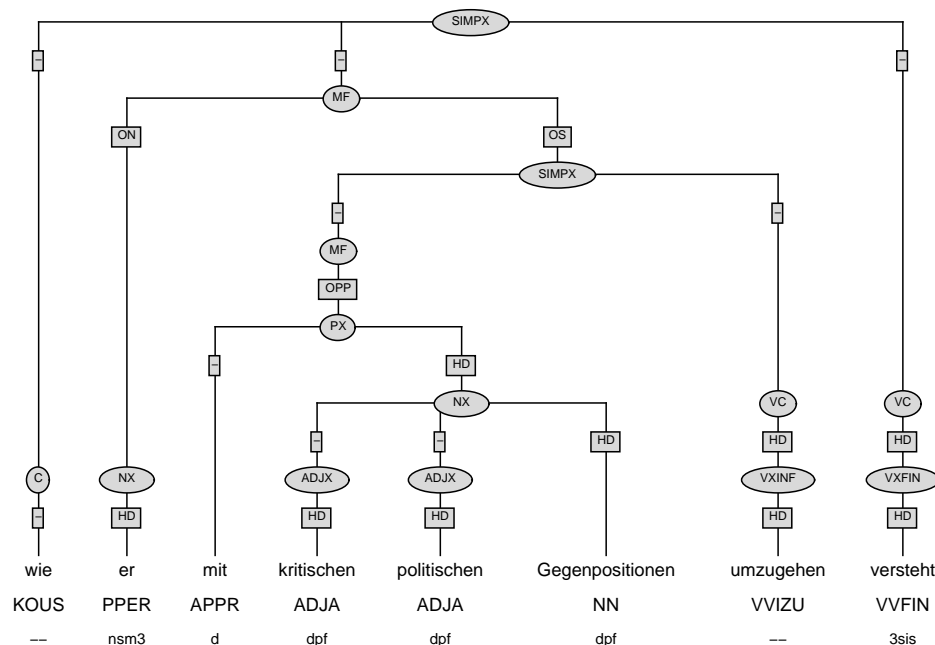 SIMPX
– – –
MF
ON OS
SIMPX
– –
MF
OPP
PX
– HD
NX VC VC
– – HD HD HD
C NX ADJX ADJX VXINF VXFIN
– HD HD HD HD HD
wie er mit kritischen politischen Gegenpositionen umzugehen versteht
KOUS PPER APPR ADJA ADJA NN VVIZU VVFIN
–– nsm3 d dpf dpf dpf –– 3sis